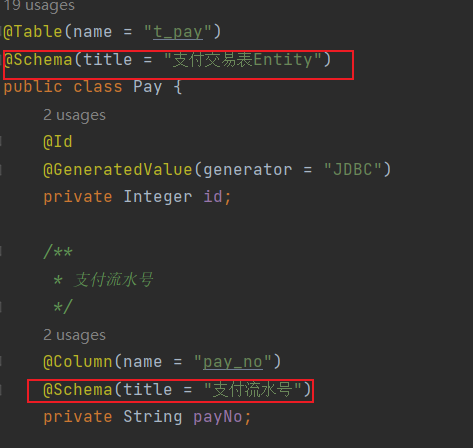 19 usages
@Table(name = "t_pay")
@Schema(title = "支付交易表Entity")
public class Pay {
2 usages
@Id
@GeneratedValue(generator = "JDBC")
private Integer id;
/**
* 支付流水号
*/
2 usages
@Column(name = "pay_no")
@Schema(title = "支付流水号")
private String payNo;